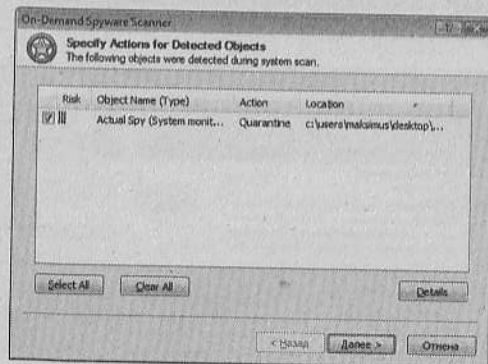 On-Demand Spyware Scanner
Specify Actions for Detected Objects
The following objects were detected during system scan.
Risk Object Name (Type) Action Location
Actual Spy (System monit... Quarantine c:\users\maksimus\desktop\...
Select All Clear All Details
< Назад Далее > Отмена